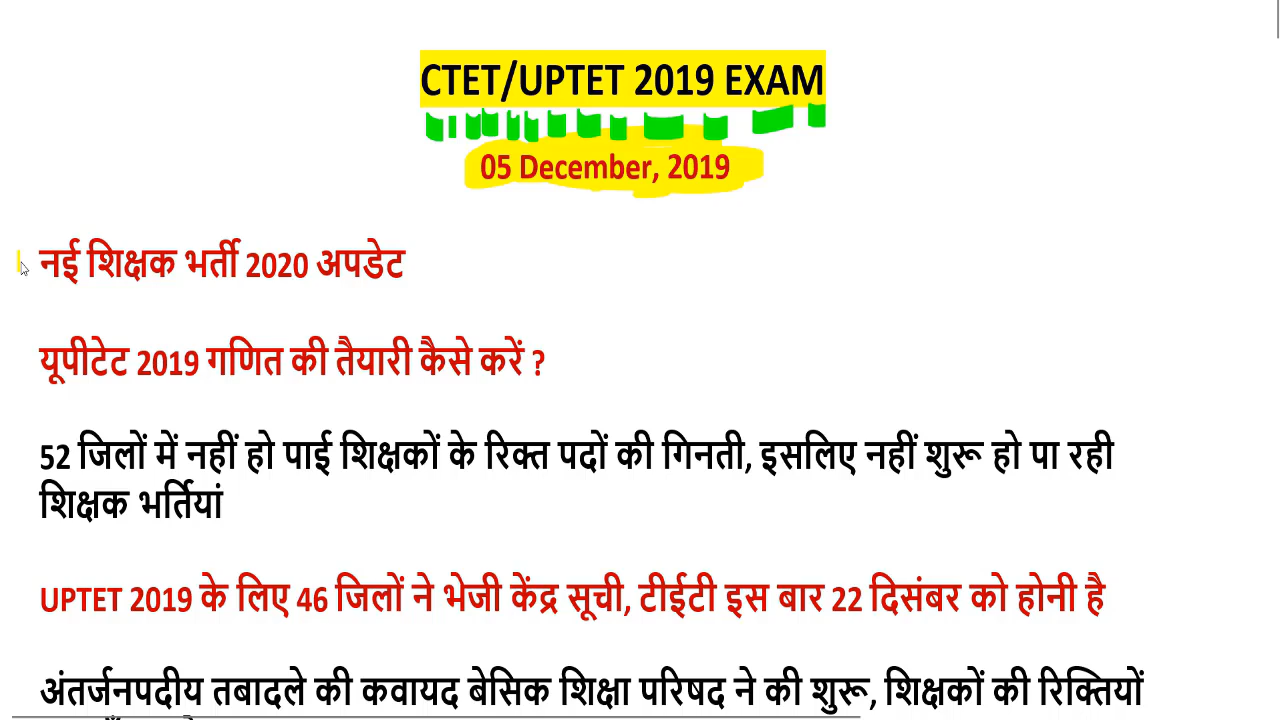 CTET/UPTET 2019 EXAM
05 December, 2019
नई शिक्षक भर्ती 2020 अपडेट
यूपीटेट 2019 गणित की तैयारी कैसे करें ?
52 जिलों में नहीं हो पाई शिक्षकों के रिक्त पदों की गिनती, इसलिए नहीं शुरू हो पा रही
शिक्षक भर्तियां
UPTET 2019 के लिए 46 जिलों ने भेजी केंद्र सूची, टीईटी इस बार 22 दिसंबर को होनी है
अंतर्जनपदीय तबादले की कवायद बेसिक शिक्षा परिषद ने की शुरू, शिक्षकों की रिक्तियों